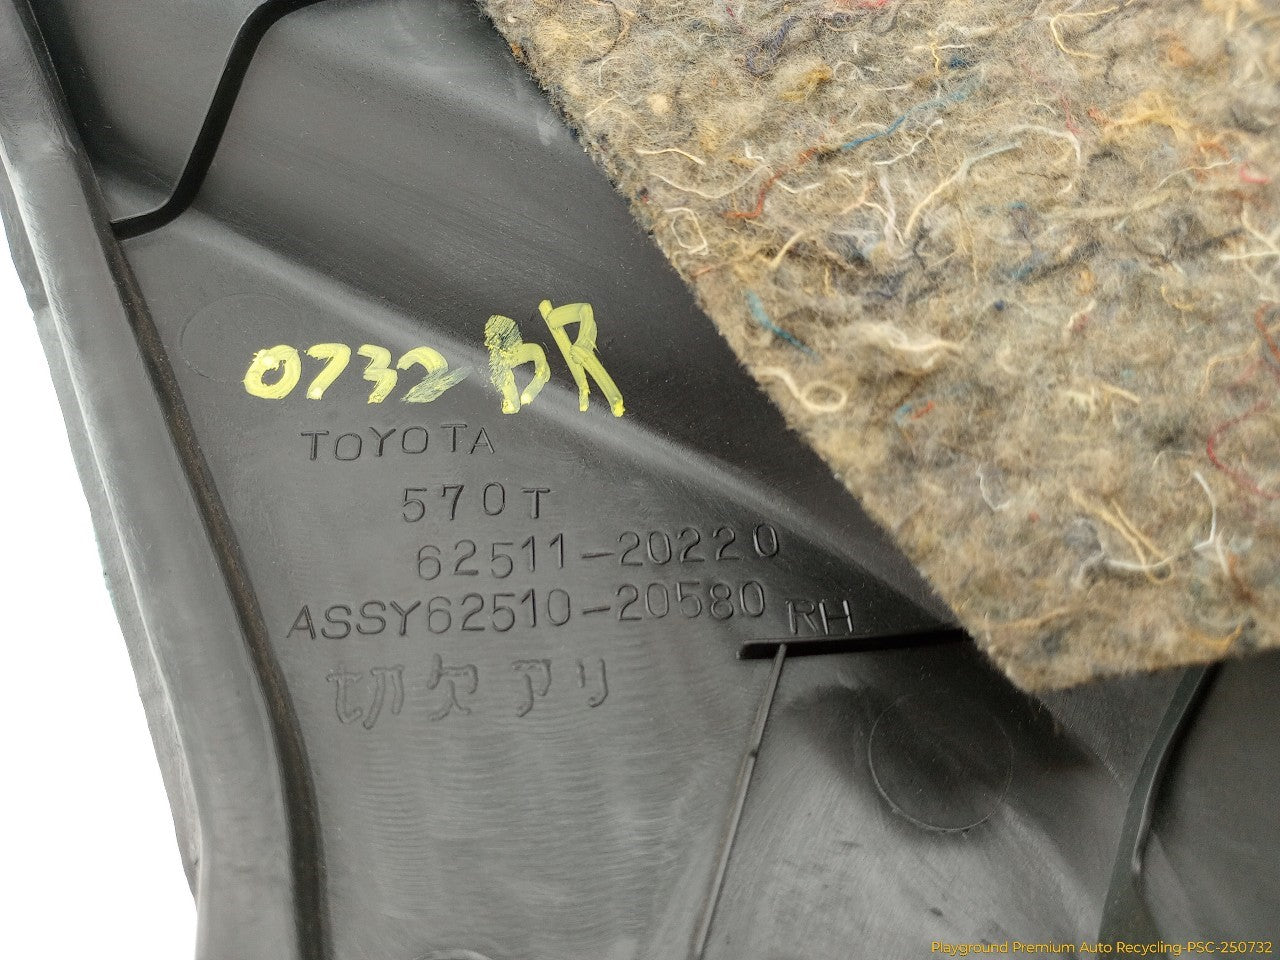 0732 BR
TOYOTA
570T
62511-20220
ASSY62510-20580 RH
切欠アリ
Playground Premium Auto Recycling-PSC-250732